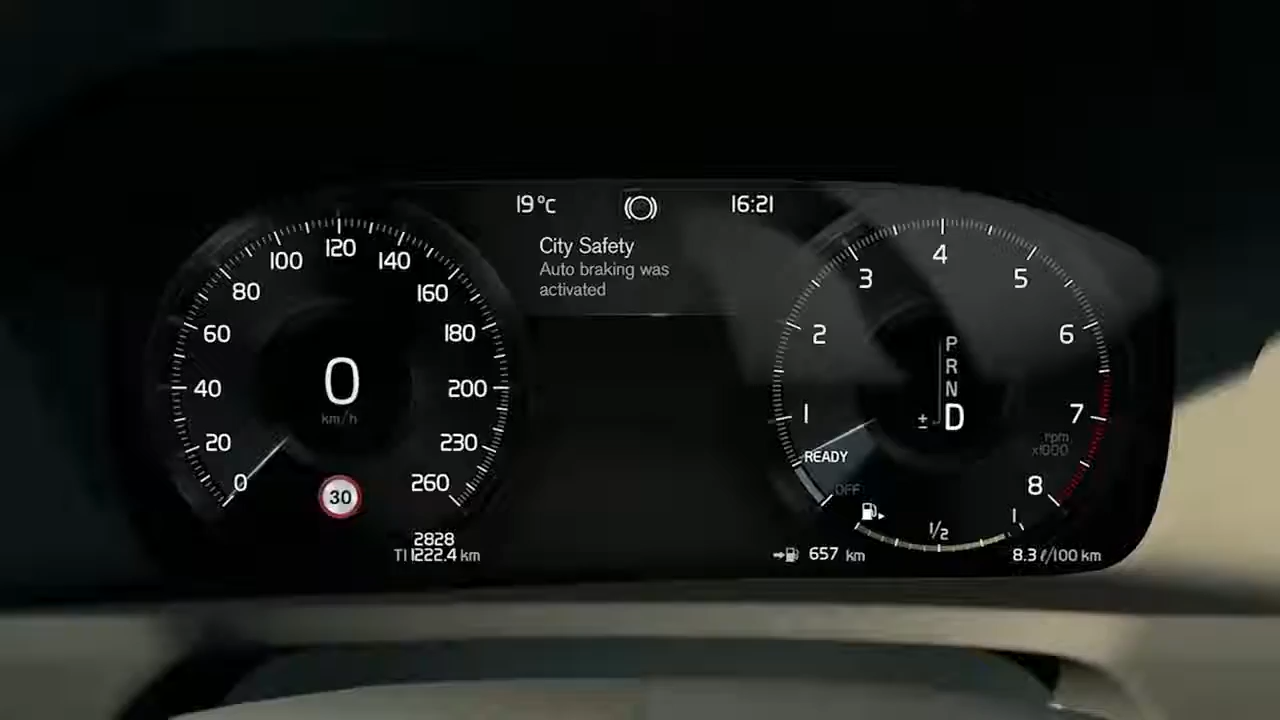 19°c
16:21
City Safety
Auto braking was
activated
0
20
40
60
80
100
120
140
160
180
200
230
260
0
km/h
30
2828
T1 1222.4 km
1
2
3
4
5
6
7
8
rpm
x1000
P
R
N
D
±
READY
OFF
1/2
1
657 km
8.3 ℓ/100 km